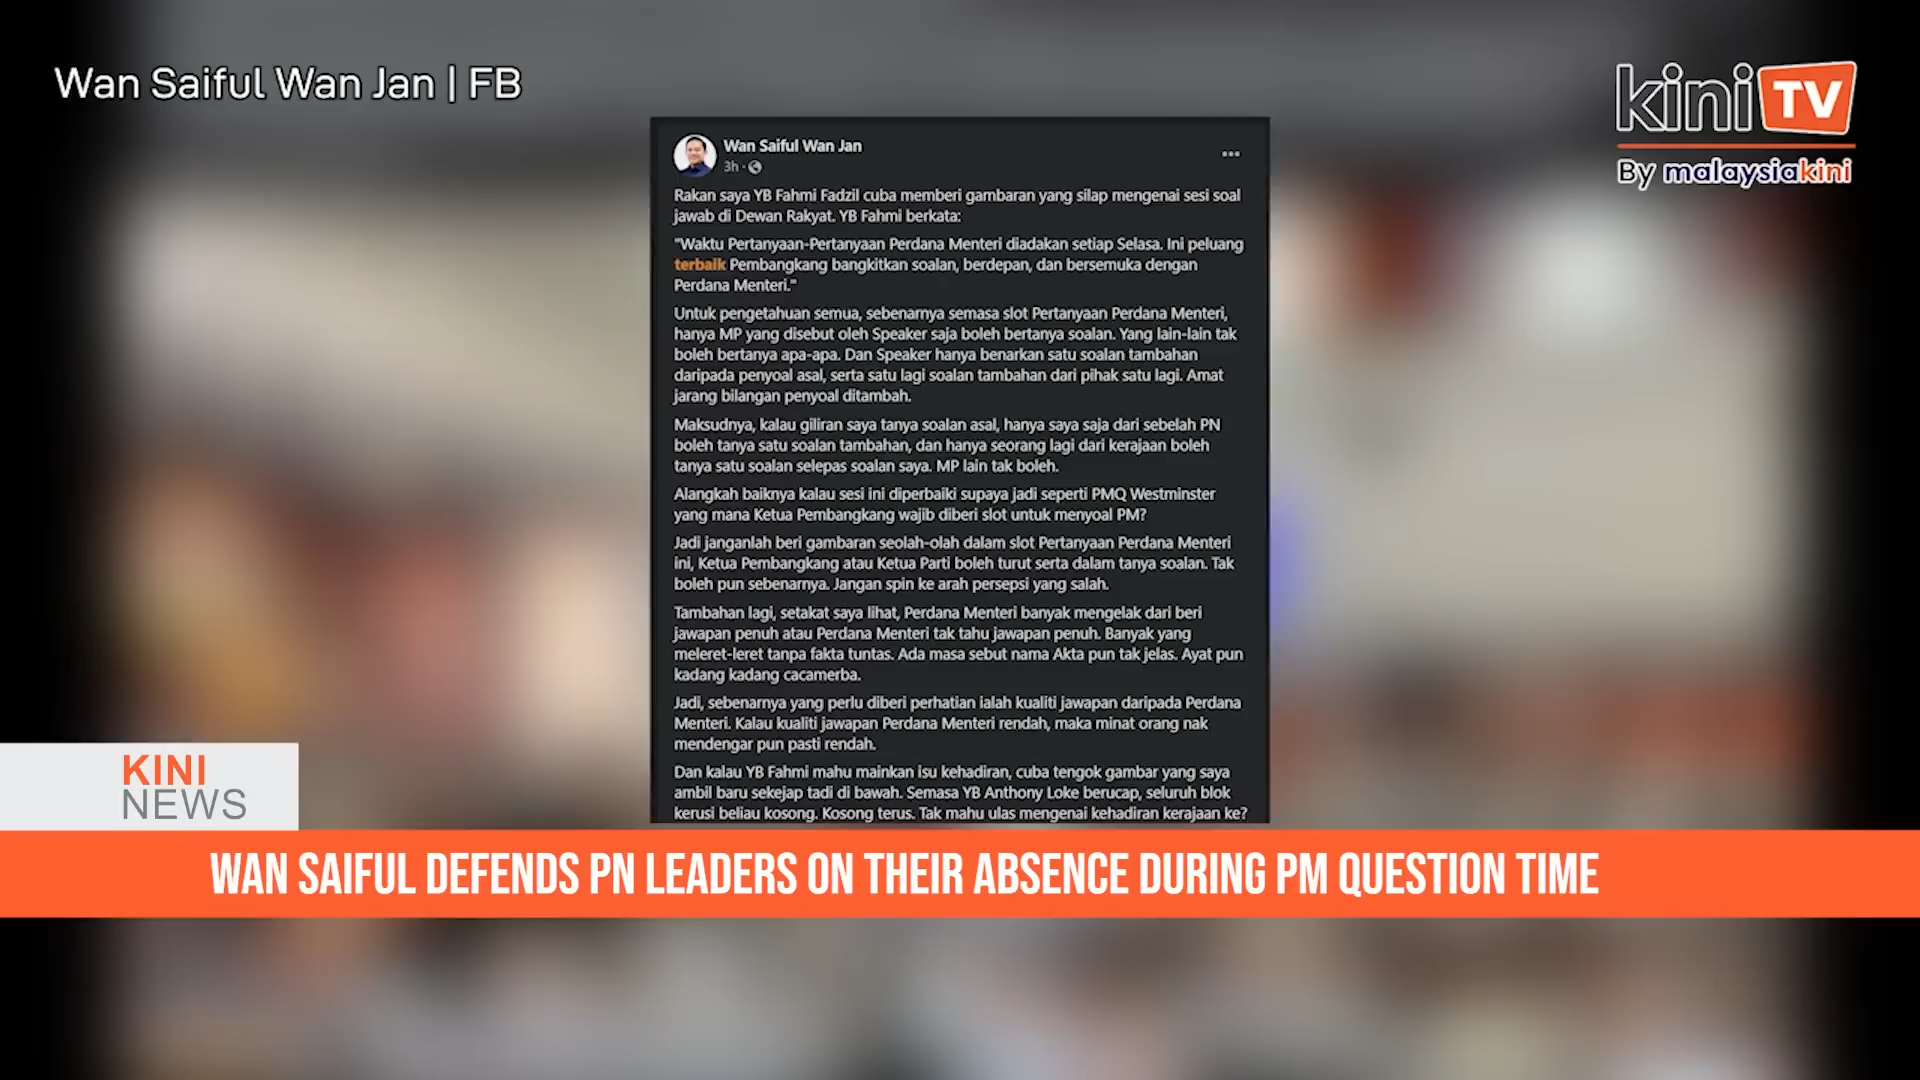 Wan Saiful Wan Jan | FB
kini TV
By malaysiakini
Wan Saiful Wan Jan
3h ·
Rakan saya YB Fahmi Fadzil cuba memberi gambaran yang silap mengenai sesi soal
jawab di Dewan Rakyat. YB Fahmi berkata:
"Waktu Pertanyaan-Pertanyaan Perdana Menteri diadakan setiap Selasa. Ini peluang
terbaik Pembangkang bangkitkan soalan, berdepan, dan bersemuka dengan
Perdana Menteri."
Untuk pengetahuan semua, sebenarnya semasa slot Pertanyaan Perdana Menteri,
hanya MP yang disebut oleh Speaker saja boleh bertanya soalan. Yang lain-lain tak
boleh bertanya apa-apa. Dan Speaker hanya benarkan satu soalan tambahan
daripada penyoal asal, serta satu lagi soalan tambahan dari pihak satu lagi. Amat
jarang bilangan penyoal ditambah.
Maksudnya, kalau giliran saya tanya soalan asal, hanya saya saja dari sebelah PN
boleh tanya satu soalan tambahan, dan hanya seorang lagi dari kerajaan boleh
tanya satu soalan selepas soalan saya. MP lain tak boleh.
Alangkah baiknya kalau sesi ini diperbaiki supaya jadi seperti PMQ Westminster
yang mana Ketua Pembangkang wajib diberi slot untuk menyoal PM?
Jadi janganlah beri gambaran seolah-olah dalam slot Pertanyaan Perdana Menteri
ini, Ketua Pembangkang atau Ketua Parti boleh turut serta dalam tanya soalan. Tak
boleh pun sebenarnya. Jangan spin ke arah persepsi yang salah.
Tambahan lagi, setakat saya lihat, Perdana Menteri banyak mengelak dari beri
jawapan penuh atau Perdana Menteri tak tahu jawapan penuh. Banyak yang
meleret-leret tanpa fakta tuntas. Ada masa sebut nama Akta pun tak jelas. Ayat pun
kadang kadang cacamerba.
Jadi, sebenarnya yang perlu diberi perhatian ialah kualiti jawapan daripada Perdana
Menteri. Kalau kualiti jawapan Perdana Menteri rendah, maka minat orang nak
mendengar pun pasti rendah.
Dan kalau YB Fahmi mahu mainkan isu kehadiran, cuba tengok gambar yang saya
ambil baru sekejap tadi di bawah. Semasa YB Anthony Loke berucap, seluruh blok
kerusi beliau kosong. Kosong terus. Tak mahu ulas mengenai kehadiran kerajaan ke?
KINI
NEWS
WAN SAIFUL DEFENDS PN LEADERS ON THEIR ABSENCE DURING PM QUESTION TIME